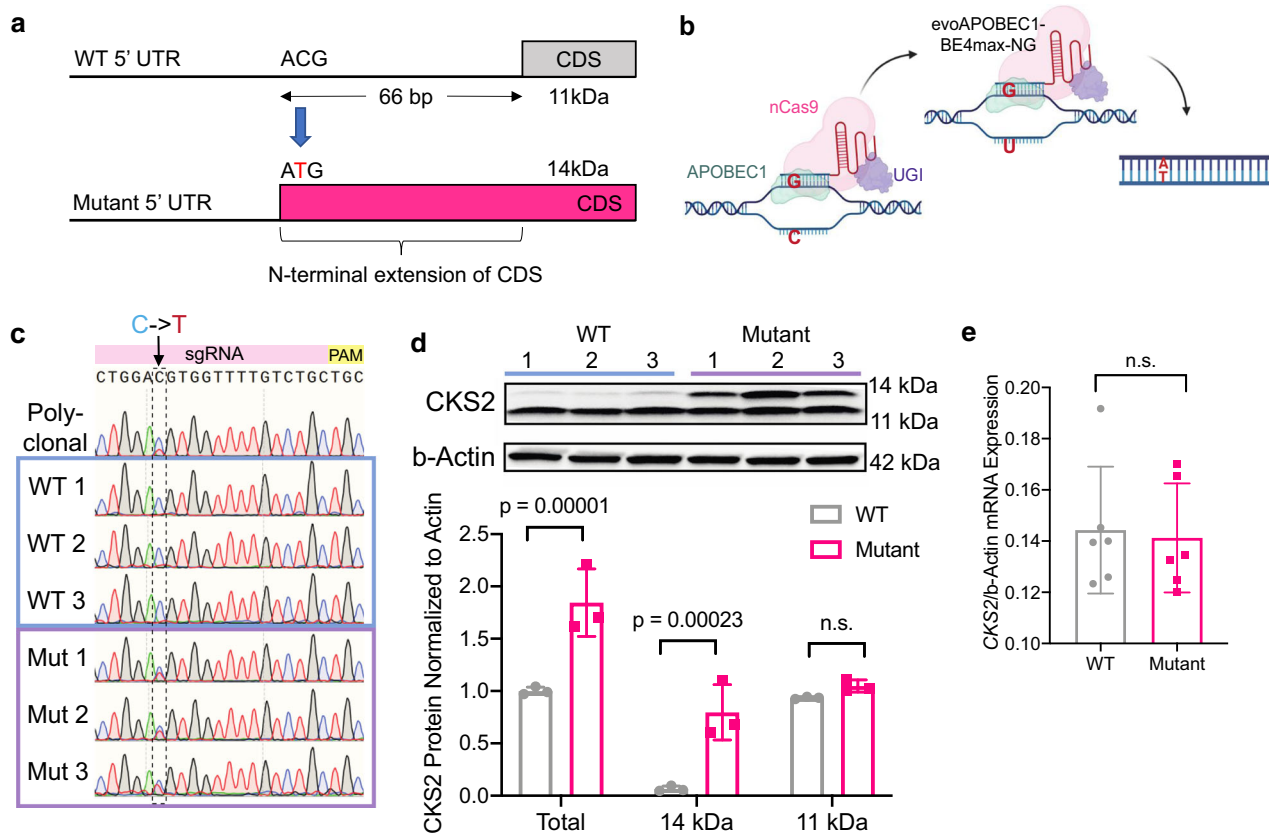 a
WT 5’ UTR
ACG
CDS
66 bp
11kDa
ATG
14kDa
Mutant 5’ UTR
CDS
N-terminal extension of CDS
b
evoAPOBEC1-
BE4max-NG
nCas9
APOBEC1
UGI
G
C
G
U
A
T
c
C->T
sgRNA
PAM
CTGGACGTGGTTTTGTCTGCTGC
Poly-
clonal
WT 1
WT 2
WT 3
Mut 1
Mut 2
Mut 3
d
WT
Mutant
1 2 3 1 2 3
CKS2
14 kDa
11 kDa
b-Actin
42 kDa
p = 0.00001
p = 0.00023
n.s.
WT
Mutant
CKS2 Protein Normalized to Actin
2.5
2.0
1.5
1.0
0.5
0.0
Total
14 kDa
11 kDa
e
n.s.
CKS2/b-Actin mRNA Expression
0.20
0.18
0.16
0.14
0.12
0.10
WT
Mutant